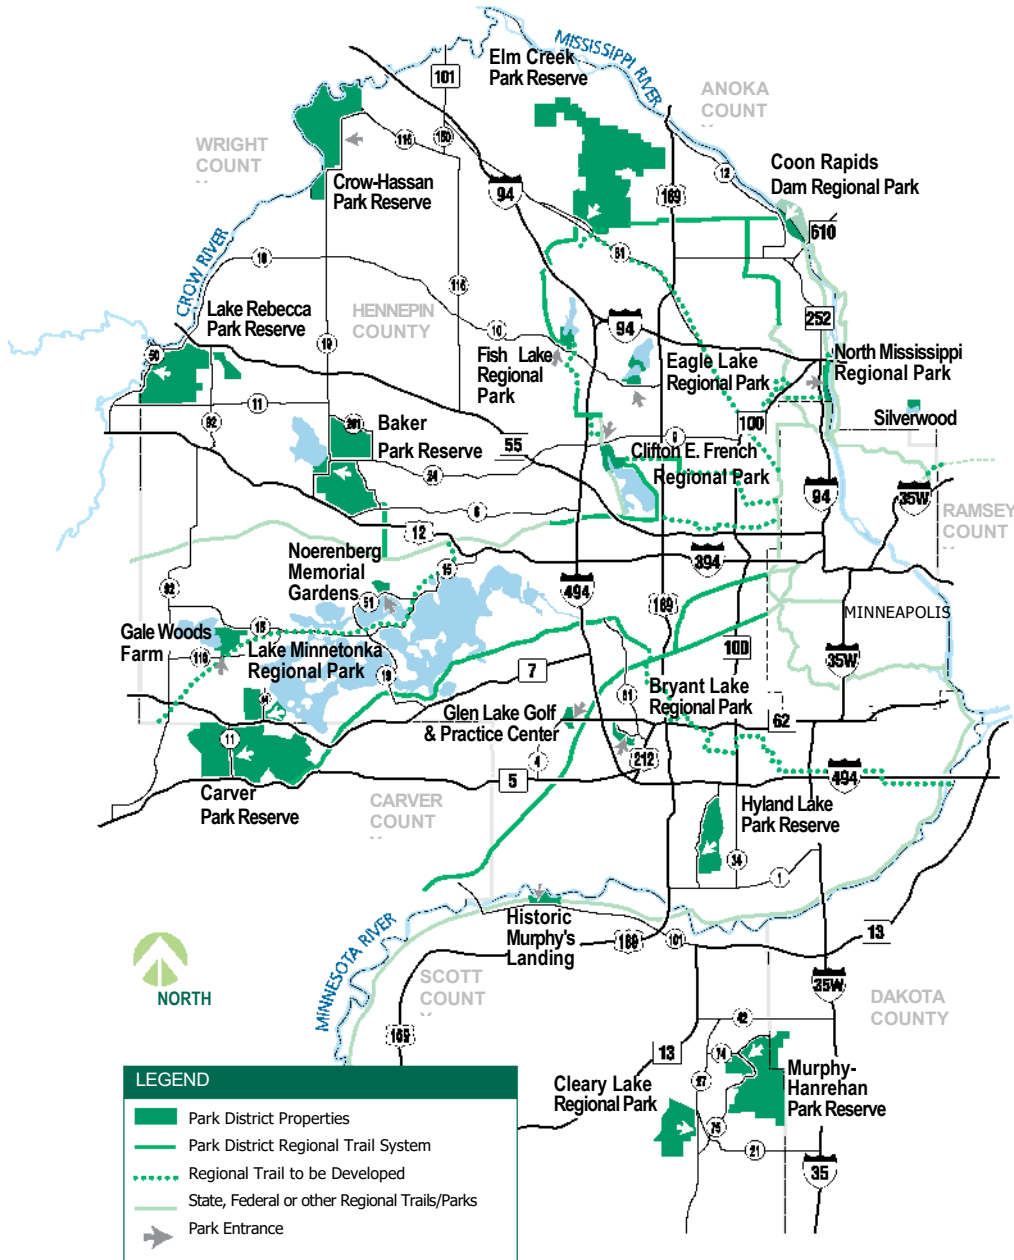 MISSISSIPPI RIVER
Elm Creek
Park Reserve
101
ANOKA
COUNT
WRIGHT
COUNT
116
150
Coon Rapids
Dam Regional Park
12
Crow-Hassan
Park Reserve
94
169
610
81
CROW RIVER
19
116
HENNEPIN
COUNTY
Lake Rebecca
Park Reserve
10
94
252
50
19
Fish Lake
Regional
Park
Eagle Lake
Regional Park
North Mississippi
Regional Park
11
92
201
Baker
Park Reserve
55
100
Silverwood
Clifton E. French
Regional Park
24
94
35W
RAMSEY
COUNT
6
12
Noerenberg
Memorial
Gardens
15
394
494
92
51
169
MINNEAPOLIS
Gale Woods
Farm
15
110
Lake Minnetonka
Regional Park
19
7
100
35W
Bryant Lake
Regional Park
61
Glen Lake Golf
& Practice Center
62
11
212
4
5
494
Carver
Park Reserve
CARVER
COUNT
Hyland Lake
Park Reserve
34
1
MINNESOTA RIVER
Historic
Murphy's
Landing
169
101
13
NORTH
SCOTT
COUNT
35W
DAKOTA
COUNTY
169
42
13
74
27
Cleary Lake
Regional Park
Murphy-
Hanrehan
Park Reserve
75
21
35
LEGEND
Park District Properties
Park District Regional Trail System
Regional Trail to be Developed
State, Federal or other Regional Trails/Parks
Park Entrance